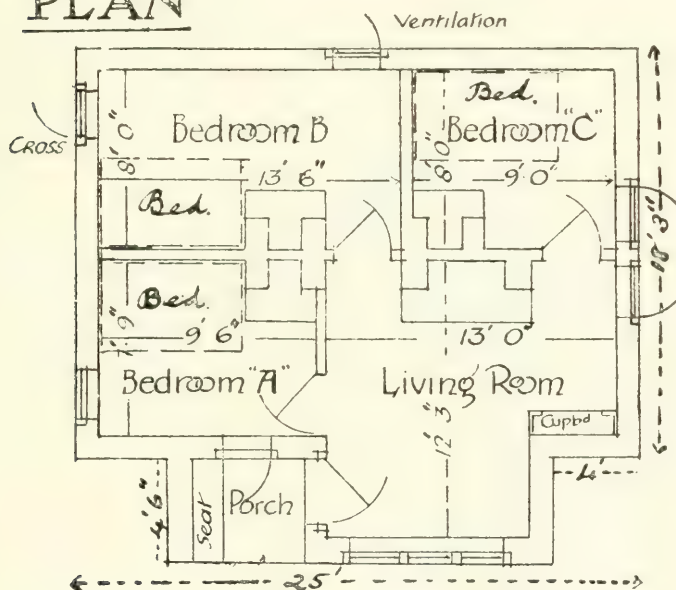 PLAN
Ventilation
CROSS
Bedroom B
8' 0"
13' 6"
Bed.
Bed.
Bedroom "C"
8' 0"
9' 0"
18' 3"
Bed.
7' 9"
9' 6"
Bedroom "A"
13' 0"
Living Room
12' 3"
Cupbd
4'
4' 6"
Seat
Porch
25'